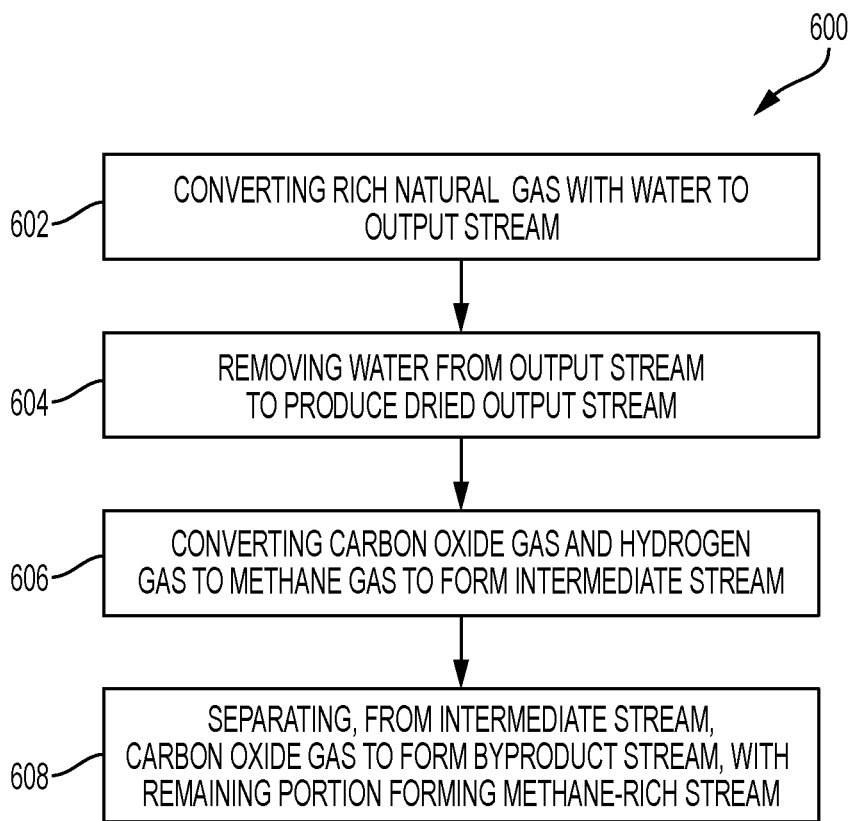 600
602
CONVERTING RICH NATURAL GAS WITH WATER TO
OUTPUT STREAM
604
REMOVING WATER FROM OUTPUT STREAM
TO PRODUCE DRIED OUTPUT STREAM
606
CONVERTING CARBON OXIDE GAS AND HYDROGEN
GAS TO METHANE GAS TO FORM INTERMEDIATE STREAM
608
SEPARATING, FROM INTERMEDIATE STREAM,
CARBON OXIDE GAS TO FORM BYPRODUCT STREAM, WITH
REMAINING PORTION FORMING METHANE-RICH STREAM